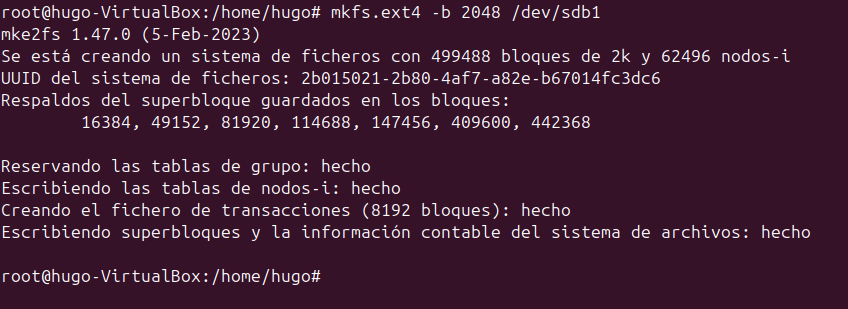 root@hugo-VirtualBox:/home/hugo# mkfs.ext4 -b 2048 /dev/sdb1
mke2fs 1.47.0 (5-Feb-2023)
Se está creando un sistema de ficheros con 499488 bloques de 2k y 62496 nodos-i
UUID del sistema de ficheros: 2b015021-2b80-4af7-a82e-b67014fc3dc6
Respaldos del superbloque guardados en los bloques:
16384, 49152, 81920, 114688, 147456, 409600, 442368
Reservando las tablas de grupo: hecho
Escribiendo las tablas de nodos-i: hecho
Creando el fichero de transacciones (8192 bloques): hecho
Escribiendo superbloques y la información contable del sistema de archivos: hecho
root@hugo-VirtualBox:/home/hugo#